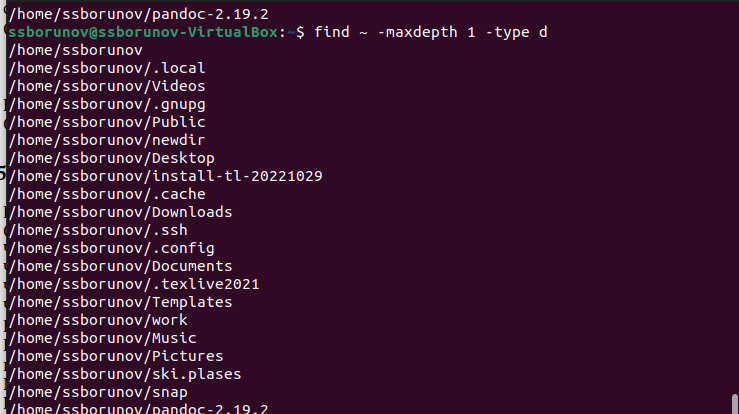 /home/ssborunov/pandoc-2.19.2
ssborunov@ssborunov-VirtualBox:~$ find ~ -maxdepth 1 -type d
/home/ssborunov
/home/ssborunov/.local
/home/ssborunov/Videos
/home/ssborunov/.gnupg
/home/ssborunov/Public
/home/ssborunov/newdir
/home/ssborunov/Desktop
/home/ssborunov/install-tl-20221029
/home/ssborunov/.cache
/home/ssborunov/Downloads
/home/ssborunov/.ssh
/home/ssborunov/.config
/home/ssborunov/Documents
/home/ssborunov/.texlive2021
/home/ssborunov/Templates
/home/ssborunov/work
/home/ssborunov/Music
/home/ssborunov/Pictures
/home/ssborunov/ski.plases
/home/ssborunov/snap
/home/ssborunov/pandoc-2.19.2